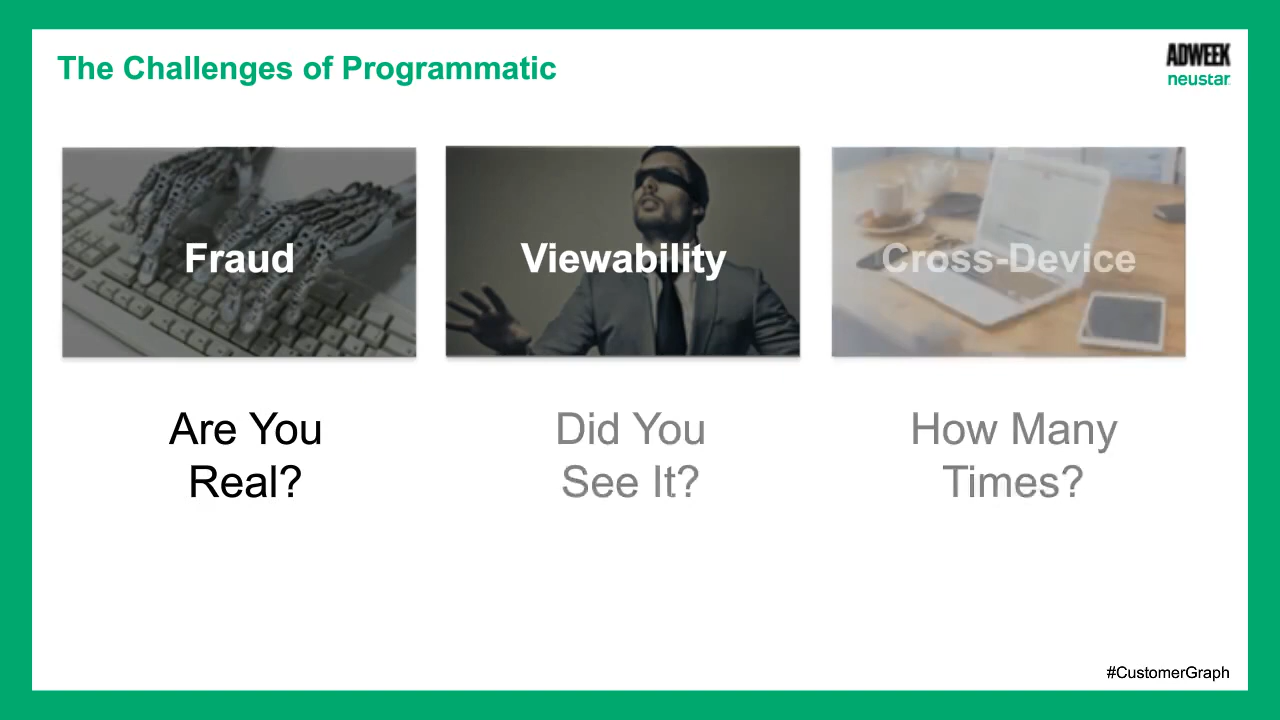 The Challenges of Programmatic
ADWEEK
neustar
Fraud
Viewability
Cross-Device
Are You
Real?
Did You
See It?
How Many
Times?
#CustomerGraph